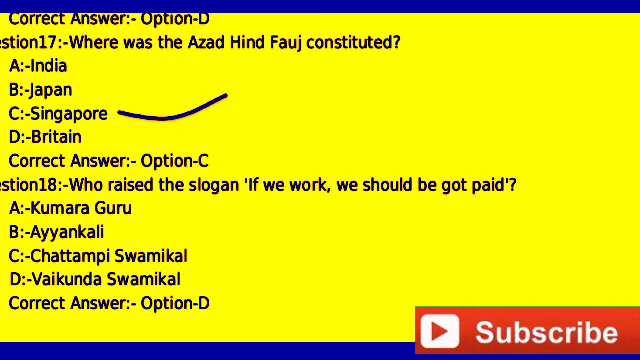 Correct Answer:- Option-D
estion17:-Where was the Azad Hind Fauj constituted?
A:-India
B:-Japan
C:-Singapore
D:-Britain
Correct Answer:- Option-C
estion18:-Who raised the slogan 'If we work, we should be got paid'?
A:-Kumara Guru
B:-Ayyankali
C:-Chattampi Swamikal
D:-Vaikunda Swamikal
Correct Answer:- Option-D
Subscribe